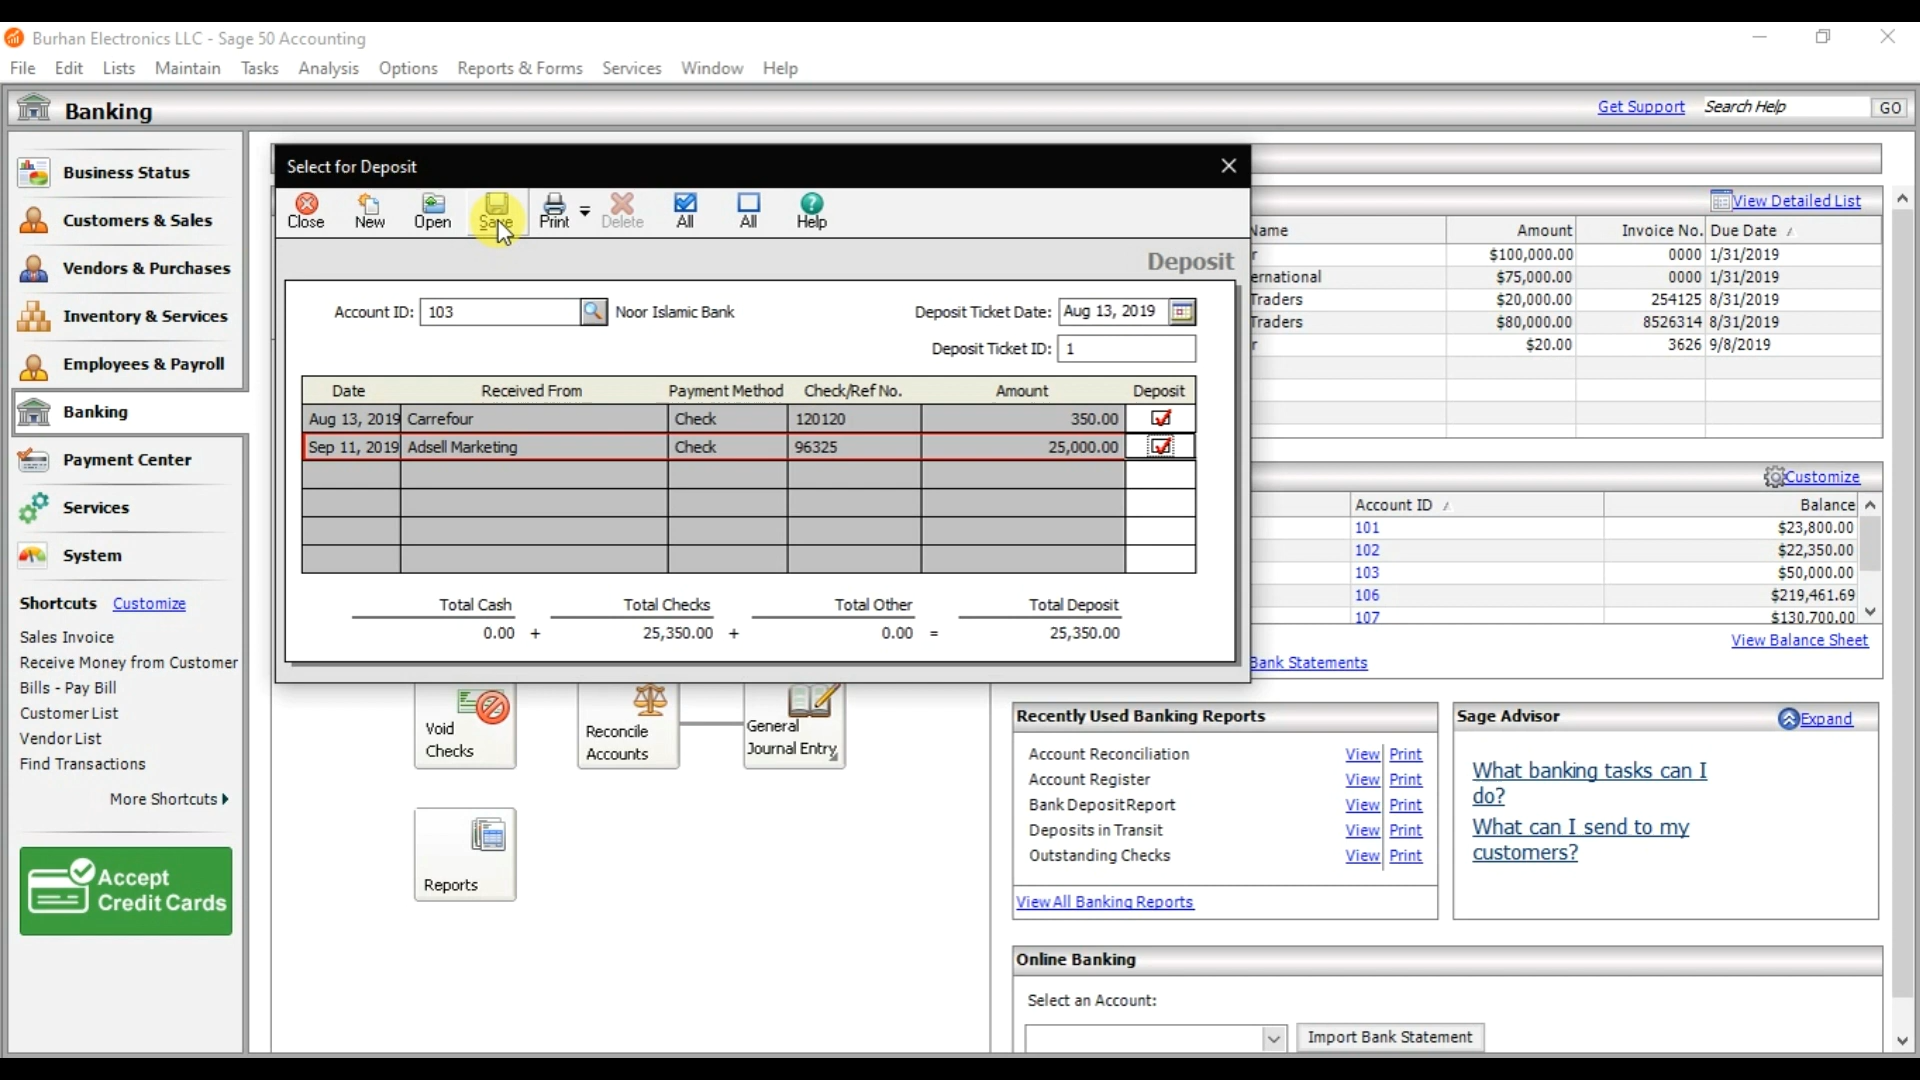 Burhan Electronics LLC - Sage 50 Accounting
File Edit Lists Maintain Tasks Analysis Options Reports & Forms Services Window Help
Banking
Get Support Search Help GO
Business Status
Customers & Sales
Vendors & Purchases
Inventory & Services
Employees & Payroll
Banking
Payment Center
Services
System
Shortcuts Customize
Sales Invoice
Receive Money from Customer
Bills - Pay Bill
Customer List
Vendor List
Find Transactions
More Shortcuts
Accept
Credit Cards
Select for Deposit
Close New Open Save Print Delete All All Help
Deposit
Account ID: 103 Noor Islamic Bank Deposit Ticket Date: Aug 13, 2019
Deposit Ticket ID: 1
Date Received From Payment Method Check/Ref No. Amount Deposit
Aug 13, 2019 Carrefour Check 120120 350.00
Sep 11, 2019 Adsell Marketing Check 96325 25,000.00
Total Cash Total Checks Total Other Total Deposit
0.00 + 25,350.00 + 0.00 = 25,350.00
Void
Checks
Reconcile
Accounts
General
Journal Entry
Reports
View Detailed List
Amount Invoice No. Due Date
$100,000.00 0000 1/31/2019
$75,000.00 0000 1/31/2019
Traders $20,000.00 254125 8/31/2019
Traders $80,000.00 8526314 8/31/2019
$20.00 3626 9/8/2019
Customize
Account ID Balance
101 $23,800.00
102 $22,350.00
103 $50,000.00
106 $219,461.69
107 $130,700.00
View Balance Sheet
Bank Statements
Recently Used Banking Reports
Account Reconciliation View Print
Account Register View Print
Bank Deposit Report View Print
Deposits in Transit View Print
Outstanding Checks View Print
View All Banking Reports
Sage Advisor Expand
What banking tasks can I
do?
What can I send to my
customers?
Online Banking
Select an Account:
Import Bank Statement